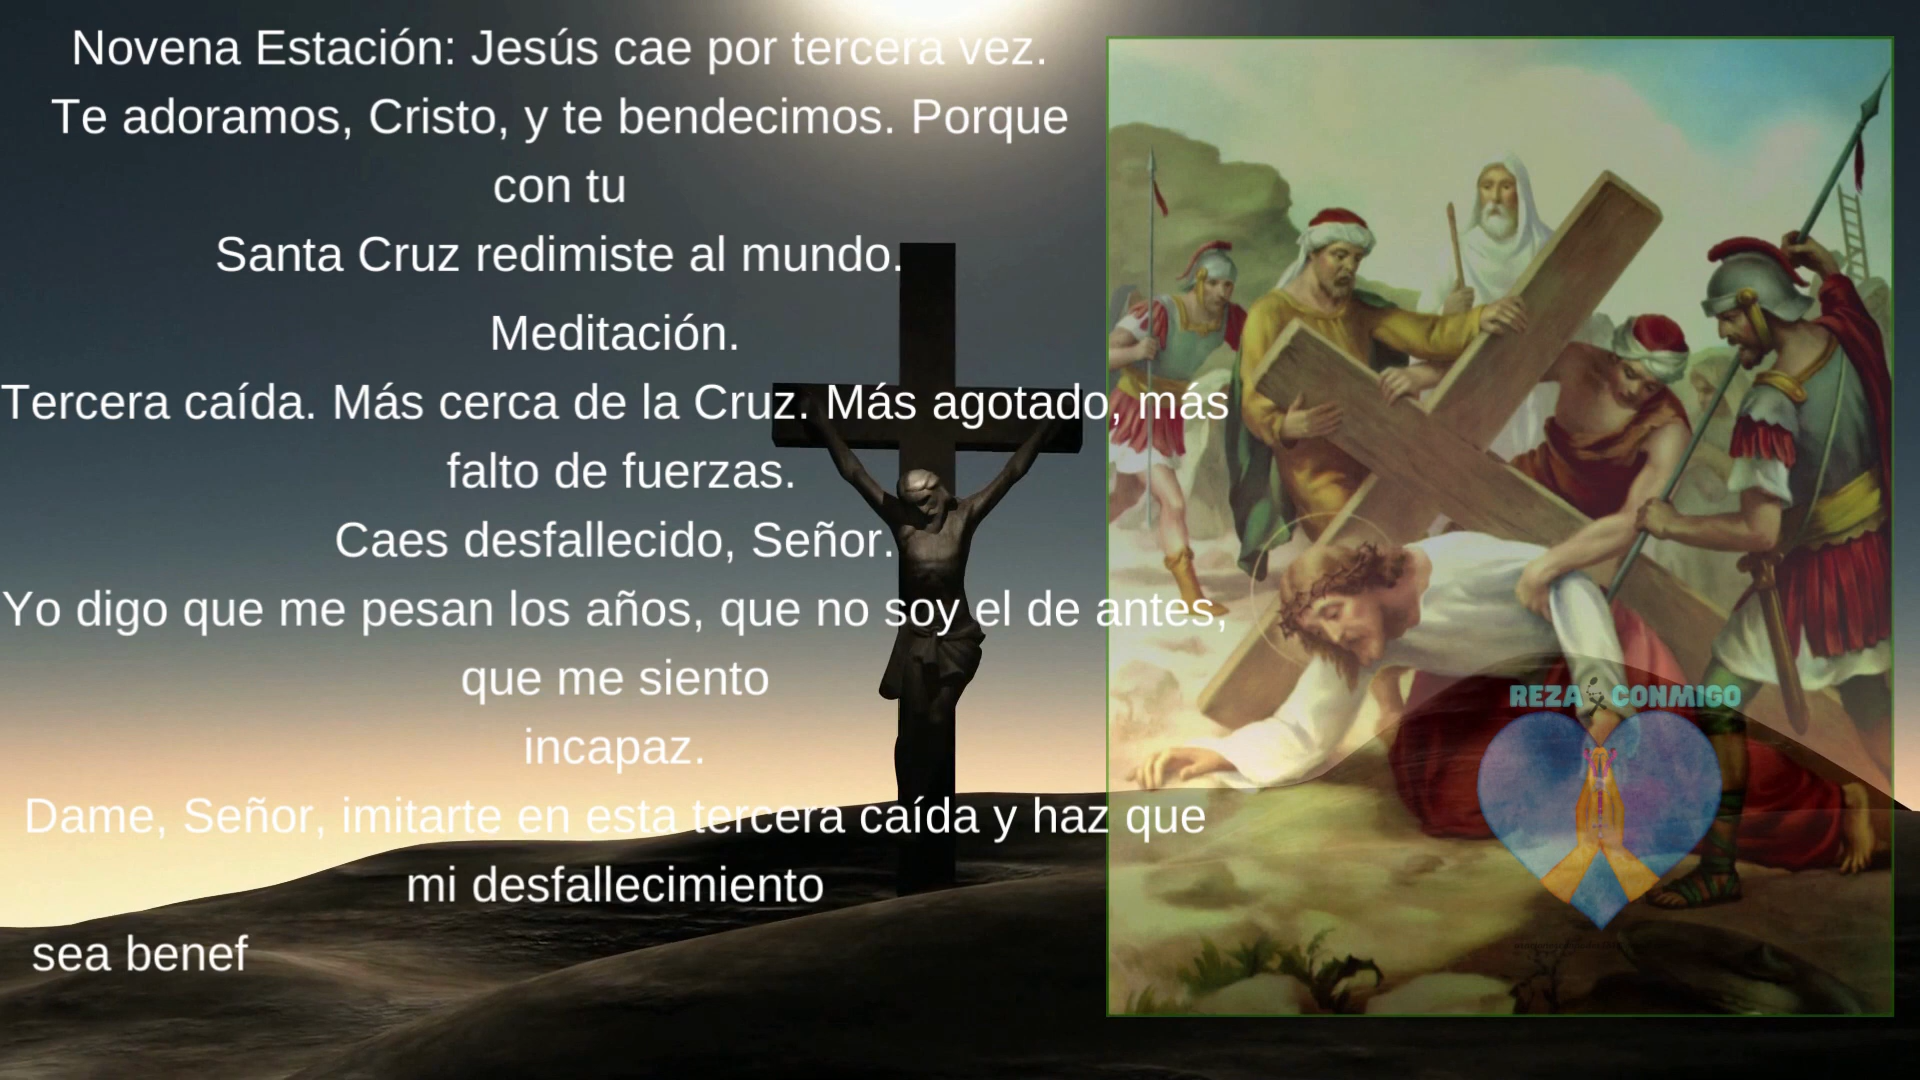 Novena Estación: Jesús cae por tercera vez.
Te adoramos, Cristo, y te bendecimos. Porque
con tu
Santa Cruz redimiste al mundo.
Meditación.
Tercera caída. Más cerca de la Cruz. Más agotado, más
falto de fuerzas.
Caes desfallecido, Señor.
Yo digo que me pesan los años, que no soy el de antes,
que me siento
incapaz.
Dame, Señor, imitarte en esta tercera caída y haz que
mi desfallecimiento
sea benef
REZA CONMIGO